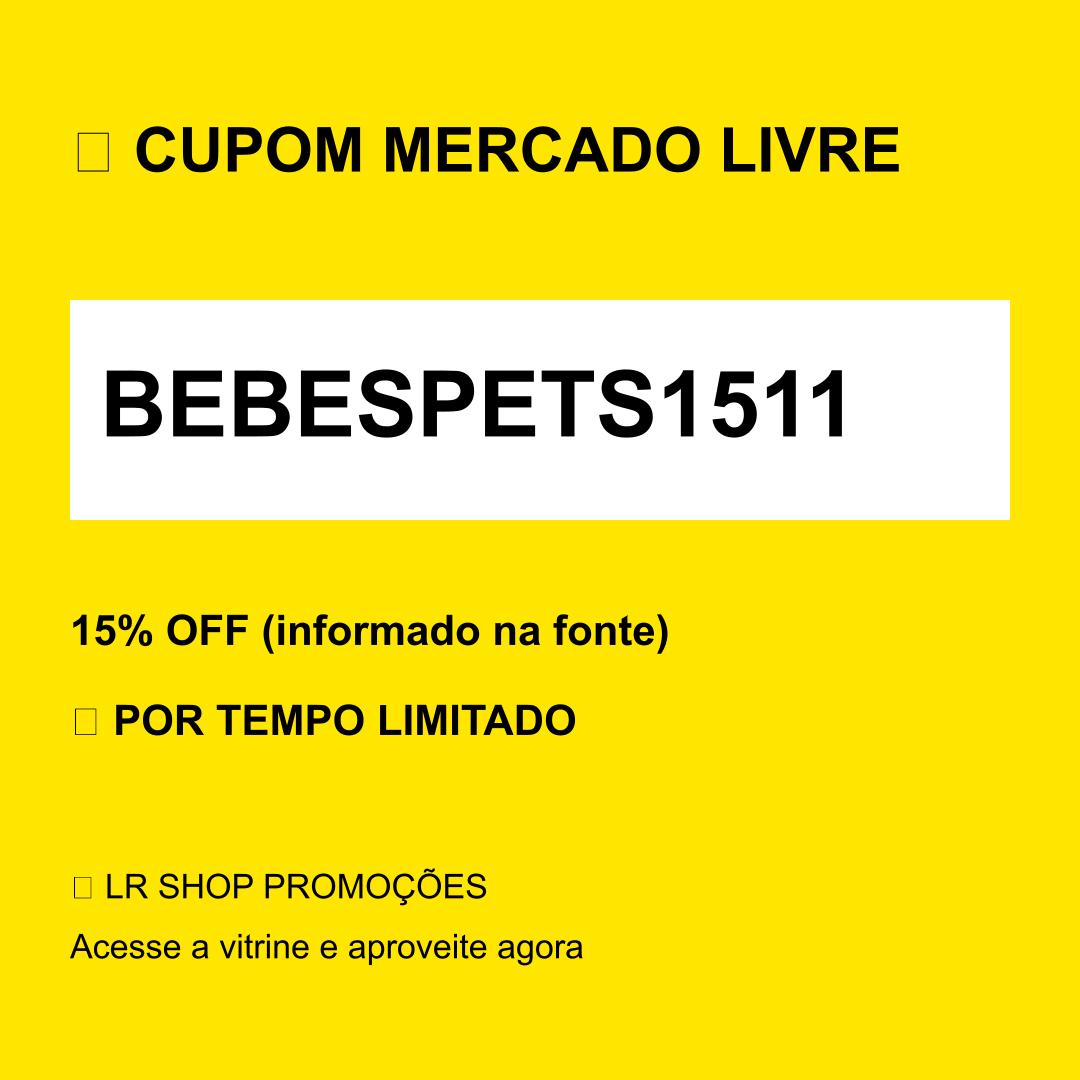 □ CUPOM MERCADO LIVRE
BEBESPETS1511
15% OFF (informado na fonte)
□ POR TEMPO LIMITADO
□ LR SHOP PROMOÇÕES
Acesse a vitrine e aproveite agora